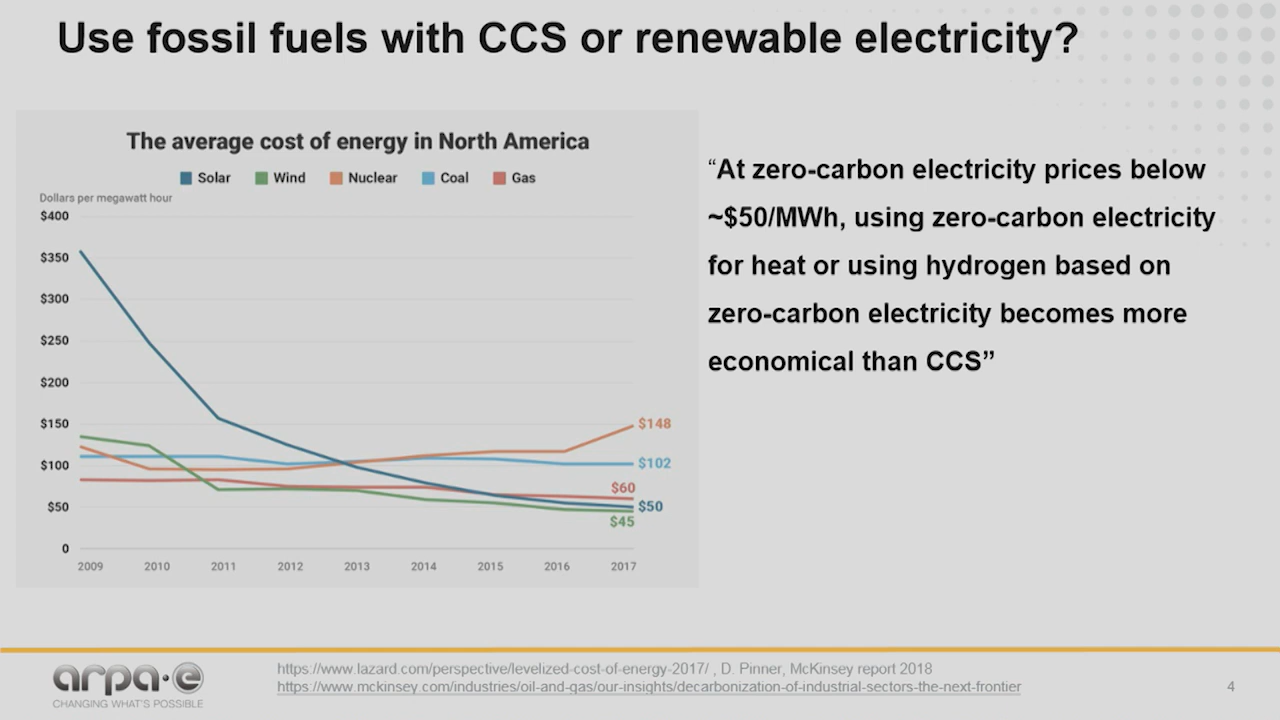 Use fossil fuels with CCS or renewable electricity?
The average cost of energy in North America
Solar Wind Nuclear Coal Gas
Dollars per megawatt hour
$400
$350
$300
$250
$200
$150
$100
$50
0
$148
$102
$60
$50
$45
2009 2010 2011 2012 2013 2014 2015 2016 2017
“At zero-carbon electricity prices below
~$50/MWh, using zero-carbon electricity
for heat or using hydrogen based on
zero-carbon electricity becomes more
economical than CCS”
arpa·e
CHANGING WHAT'S POSSIBLE
https://www.lazard.com/perspective/levelized-cost-of-energy-2017/ , D. Pinner, McKinsey report 2018
https://www.mckinsey.com/industries/oil-and-gas/our-insights/decarbonization-of-industrial-sectors-the-next-frontier
4